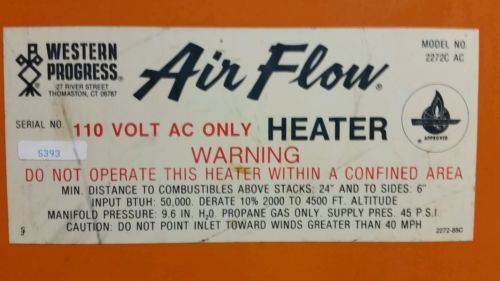 WESTERN
PROGRESS®
27 RIVER STREET
THOMASTON, CT 06787
Air Flow®
MODEL NO.
2272C AC
SERIAL NO.
5393
110 VOLT AC ONLY HEATER
APPROVED
WARNING
DO NOT OPERATE THIS HEATER WITHIN A CONFINED AREA
MIN. DISTANCE TO COMBUSTIBLES ABOVE STACKS: 24" AND TO SIDES: 6"
INPUT BTUH: 50,000. DERATE 10% 2000 to 4500 FT. ALTITUDE
MANIFOLD PRESSURE: 9.6 IN. H₂O. PROPANE GAS ONLY. SUPPLY PRES. 45 P.S.I.
CAUTION: DO NOT POINT INLET TOWARD WINDS GREATER THAN 40 MPH
2272-85C